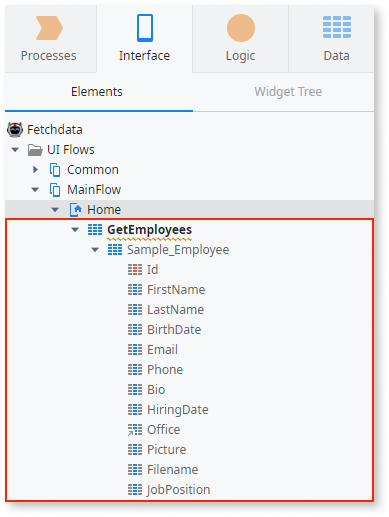 Processes
Interface
Logic
Data
Elements
Widget Tree
Fetchdata
UI Flows
Common
MainFlow
Home
GetEmployees
Sample_Employee
Id
FirstName
LastName
BirthDate
Email
Phone
Bio
HiringDate
Office
Picture
Filename
JobPosition